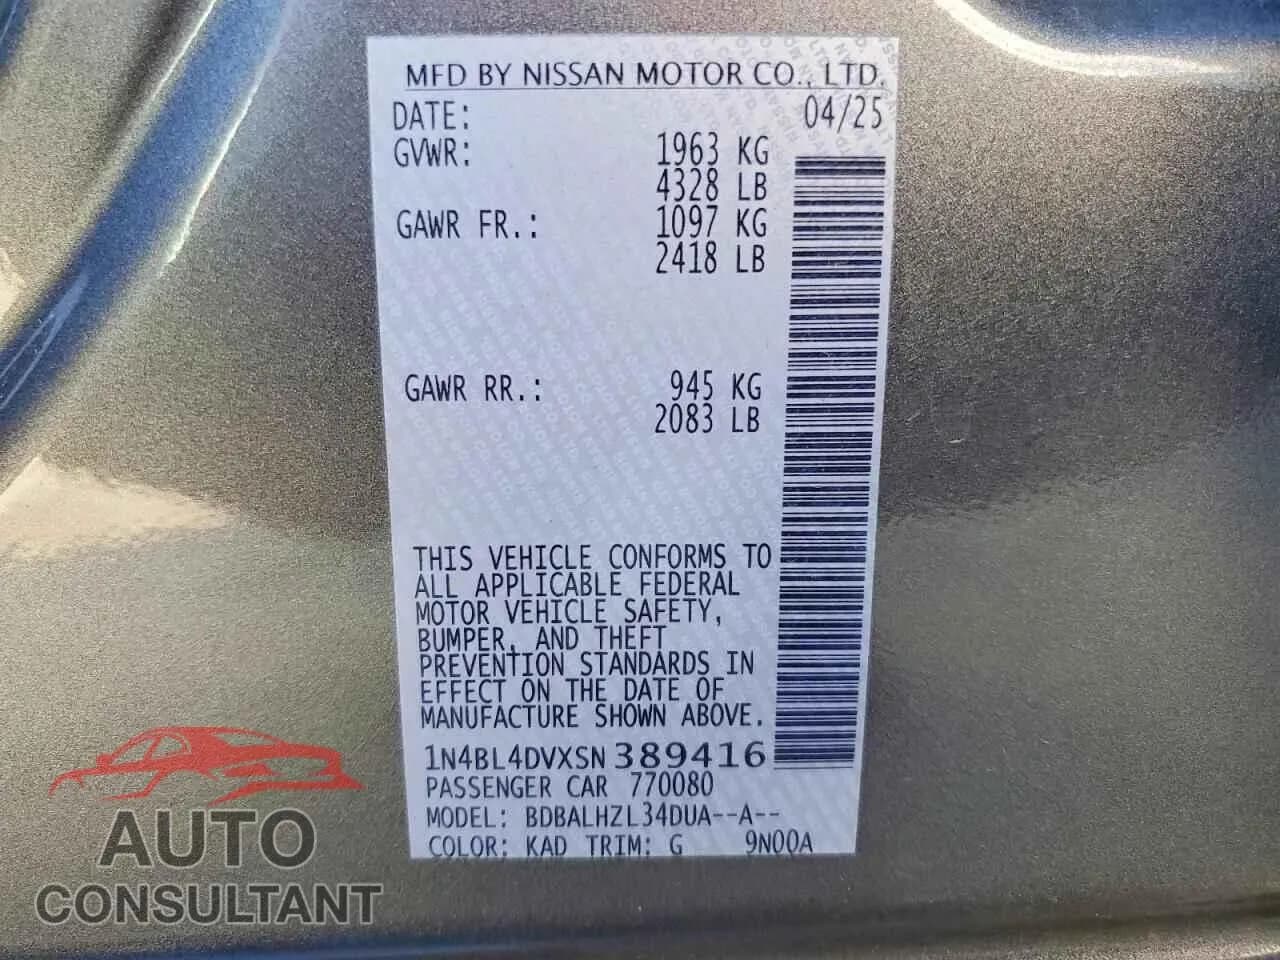 MFD BY NISSAN MOTOR CO., LTD.
DATE: 04/25
GVWR: 1963 KG
4328 LB
GAWR FR.: 1097 KG
2418 LB
GAWR RR.: 945 KG
2083 LB
THIS VEHICLE CONFORMS TO
ALL APPLICABLE FEDERAL
MOTOR VEHICLE SAFETY,
BUMPER, AND THEFT
PREVENTION STANDARDS IN
EFFECT ON THE DATE OF
MANUFACTURE SHOWN ABOVE.
1N4BL4DVXSN389416
PASSENGER CAR 770080
MODEL: BDBALHZL34DUA--A--
COLOR: KAD TRIM: G 9N00A
AUTO
CONSULTANT